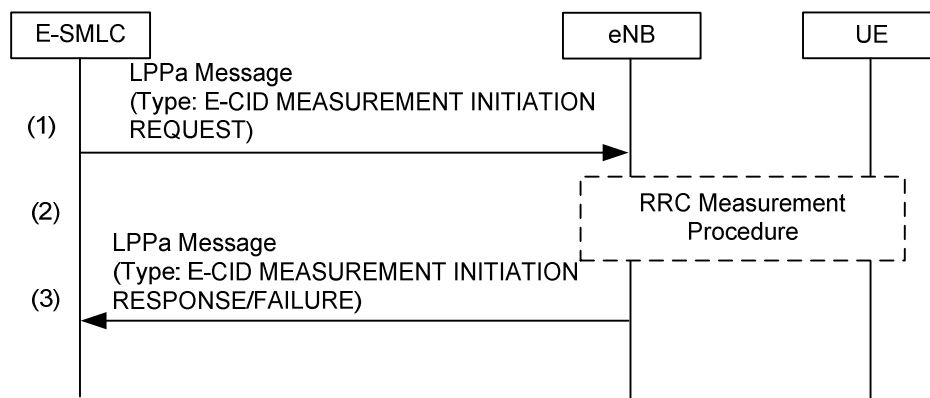 E-SMLC
eNB
UE
LPPa Message
(Type: E-CID MEASUREMENT INITIATION
REQUEST)
(1)
(2)
RRC Measurement
Procedure
LPPa Message
(Type: E-CID MEASUREMENT INITIATION
RESPONSE/FAILURE)
(3)